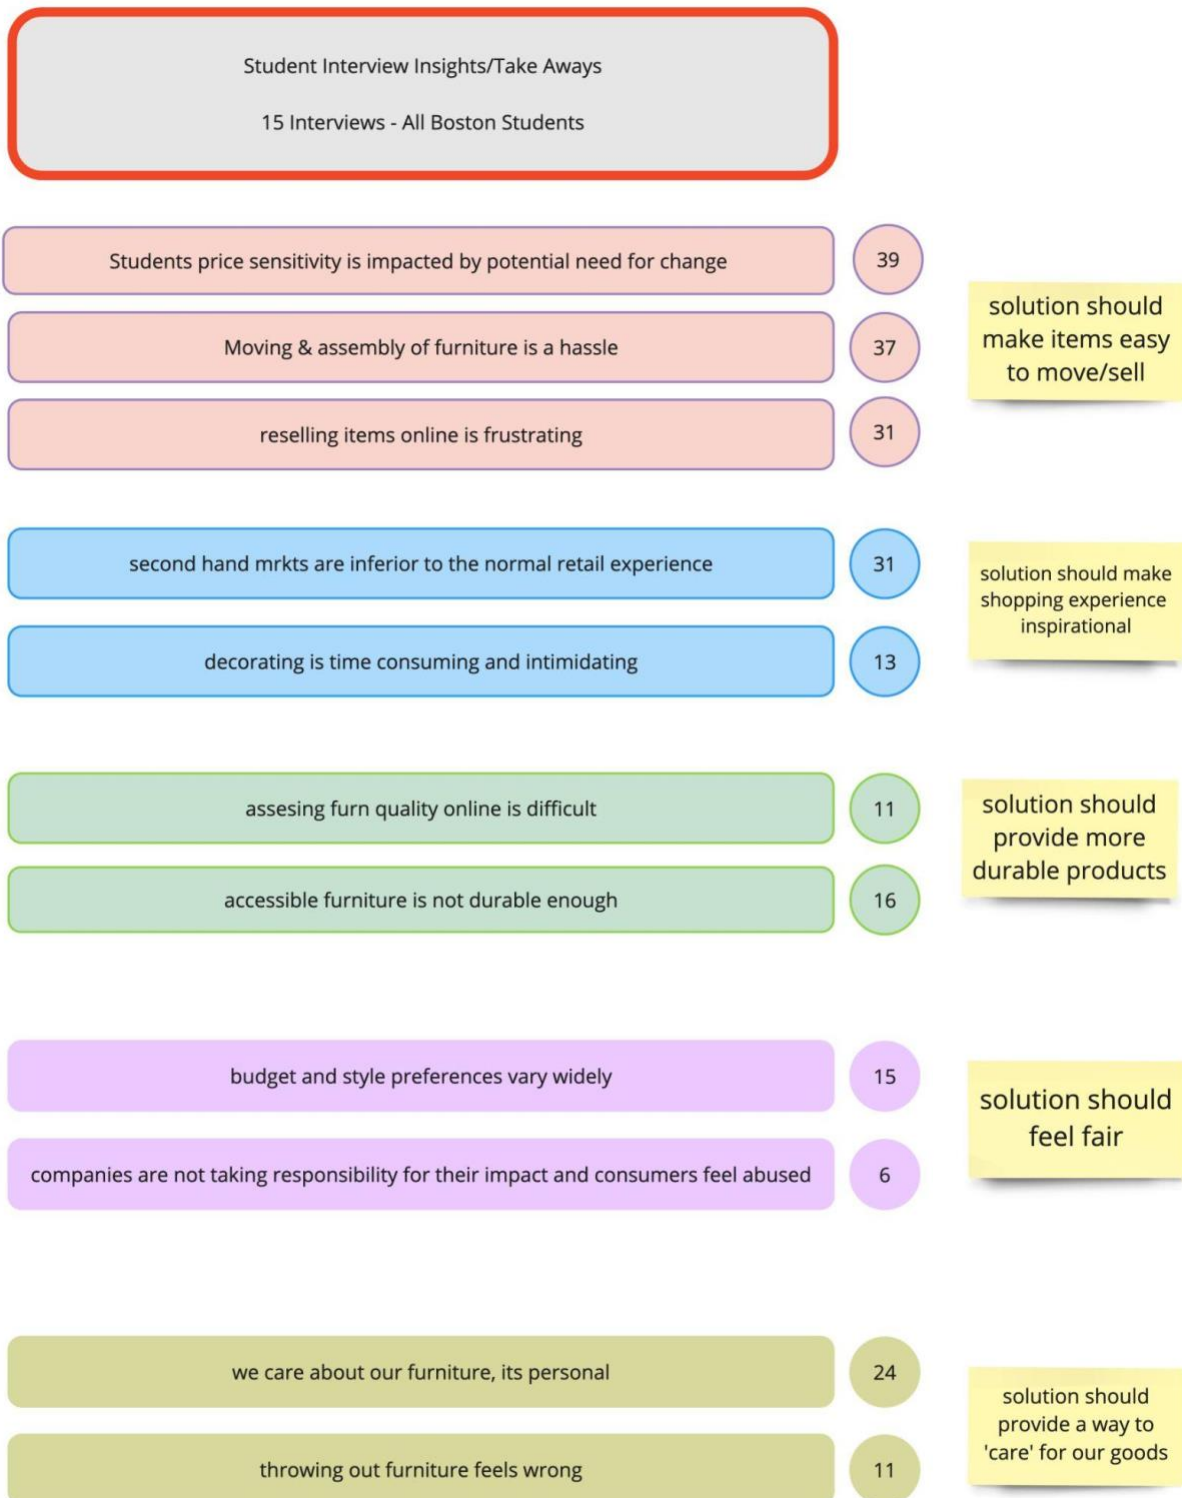 Student Interview Insights/Take Aways
15 Interviews - All Boston Students
Students price sensitivity is impacted by potential need for change
39
Moving & assembly of furniture is a hassle
37
reselling items online is frustrating
31
solution should
make items easy
to move/sell
second hand mrkts are inferior to the normal retail experience
31
decorating is time consuming and intimidating
13
solution should make
shopping experience
inspirational
assesing furn quality online is difficult
11
accessible furniture is not durable enough
16
solution should
provide more
durable products
budget and style preferences vary widely
15
companies are not taking responsibility for their impact and consumers feel abused
6
solution should
feel fair
we care about our furniture, its personal
24
throwing out furniture feels wrong
11
solution should
provide a way to
'care' for our goods